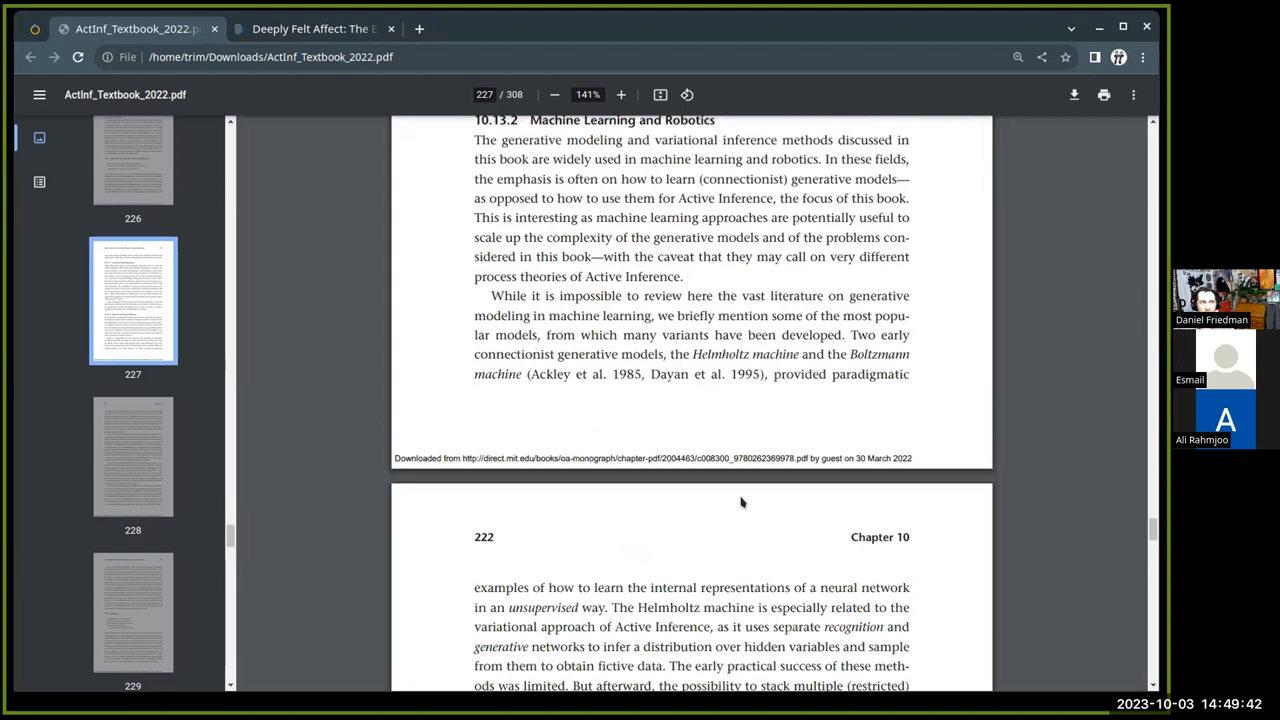 ActInf_Textbook_2022.p
Deeply Felt Affect: The E
File
/home/trim/Downloads/ActInf_Textbook_2022.pdf
ActInf_Textbook_2022.pdf
227 / 308
141%
226
227
228
229
10.13.2 Machine Learning and Robotics
The generative modeling and variational inference methods discussed in
this book are widely used in machine learning and robotics. In these fields,
the emphasis is often on how to learn (connectionist) generative models—
as opposed to how to use them for Active Inference, the focus of this book.
This is interesting as machine learning approaches are potentially useful to
scale up the complexity of the generative models and of the problems con-
sidered in this book—with the caveat that they may call on very different
process theories of Active Inference.
While it is impossible to review here the vast literature on generative
modeling in machine learning, we briefly mention some of the most popu-
lar models, from which many variants have been developed. Two early
connectionist generative models, the Helmholtz machine and the Boltzmann
machine (Ackley et al. 1985, Dayan et al. 1995), provided paradigmatic
Downloaded from http://direct.mit.edu/books/oa-monograph/chapter-pdf/2004463/c008300_9780262369978.pdf by guest on 30 March 2022
222 Chapter 10
examples of how to learn the internal representations of a neural network
in an unsupervised way. The Helmholtz machine is especially related to the
variational approach of Active Inference, as it uses separate recognition and
generative networks to infer a distribution over hidden variables and sample
from them to obtain fictive data. The early practical success of these meth-
ods was limited. But afterward, the possibility to stack multiple (restricted)
Daniel Friedman
Esmail
A
Ali Rahmjoo
2023-10-03 14:49:42